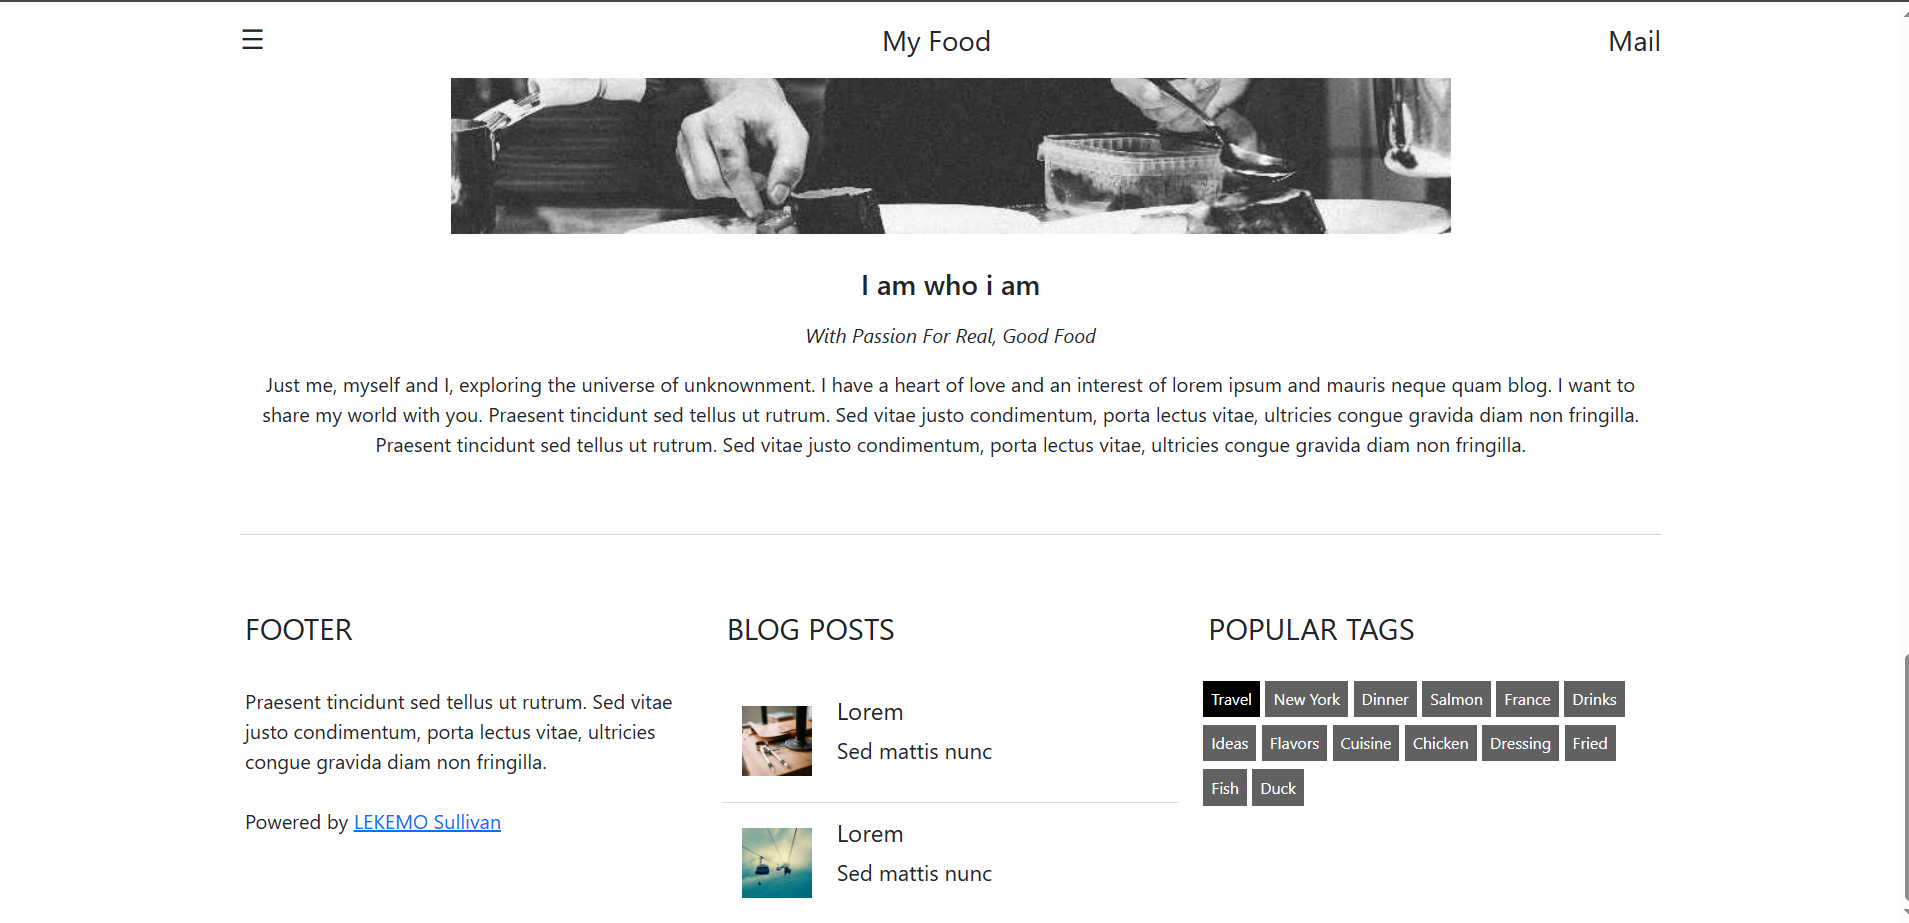 ☰ My Food Mail
I am who i am
With Passion For Real, Good Food
Just me, myself and I, exploring the universe of unknownment. I have a heart of love and an interest of lorem ipsum and mauris neque quam blog. I want to
share my world with you. Praesent tincidunt sed tellus ut rutrum. Sed vitae justo condimentum, porta lectus vitae, ultricies congue gravida diam non fringilla.
Praesent tincidunt sed tellus ut rutrum. Sed vitae justo condimentum, porta lectus vitae, ultricies congue gravida diam non fringilla.
FOOTER
Praesent tincidunt sed tellus ut rutrum. Sed vitae
justo condimentum, porta lectus vitae, ultricies
congue gravida diam non fringilla.
Powered by LEKEMO Sullivan
BLOG POSTS
Lorem
Sed mattis nunc
Lorem
Sed mattis nunc
POPULAR TAGS
Travel New York Dinner Salmon France Drinks
Ideas Flavors Cuisine Chicken Dressing Fried
Fish Duck